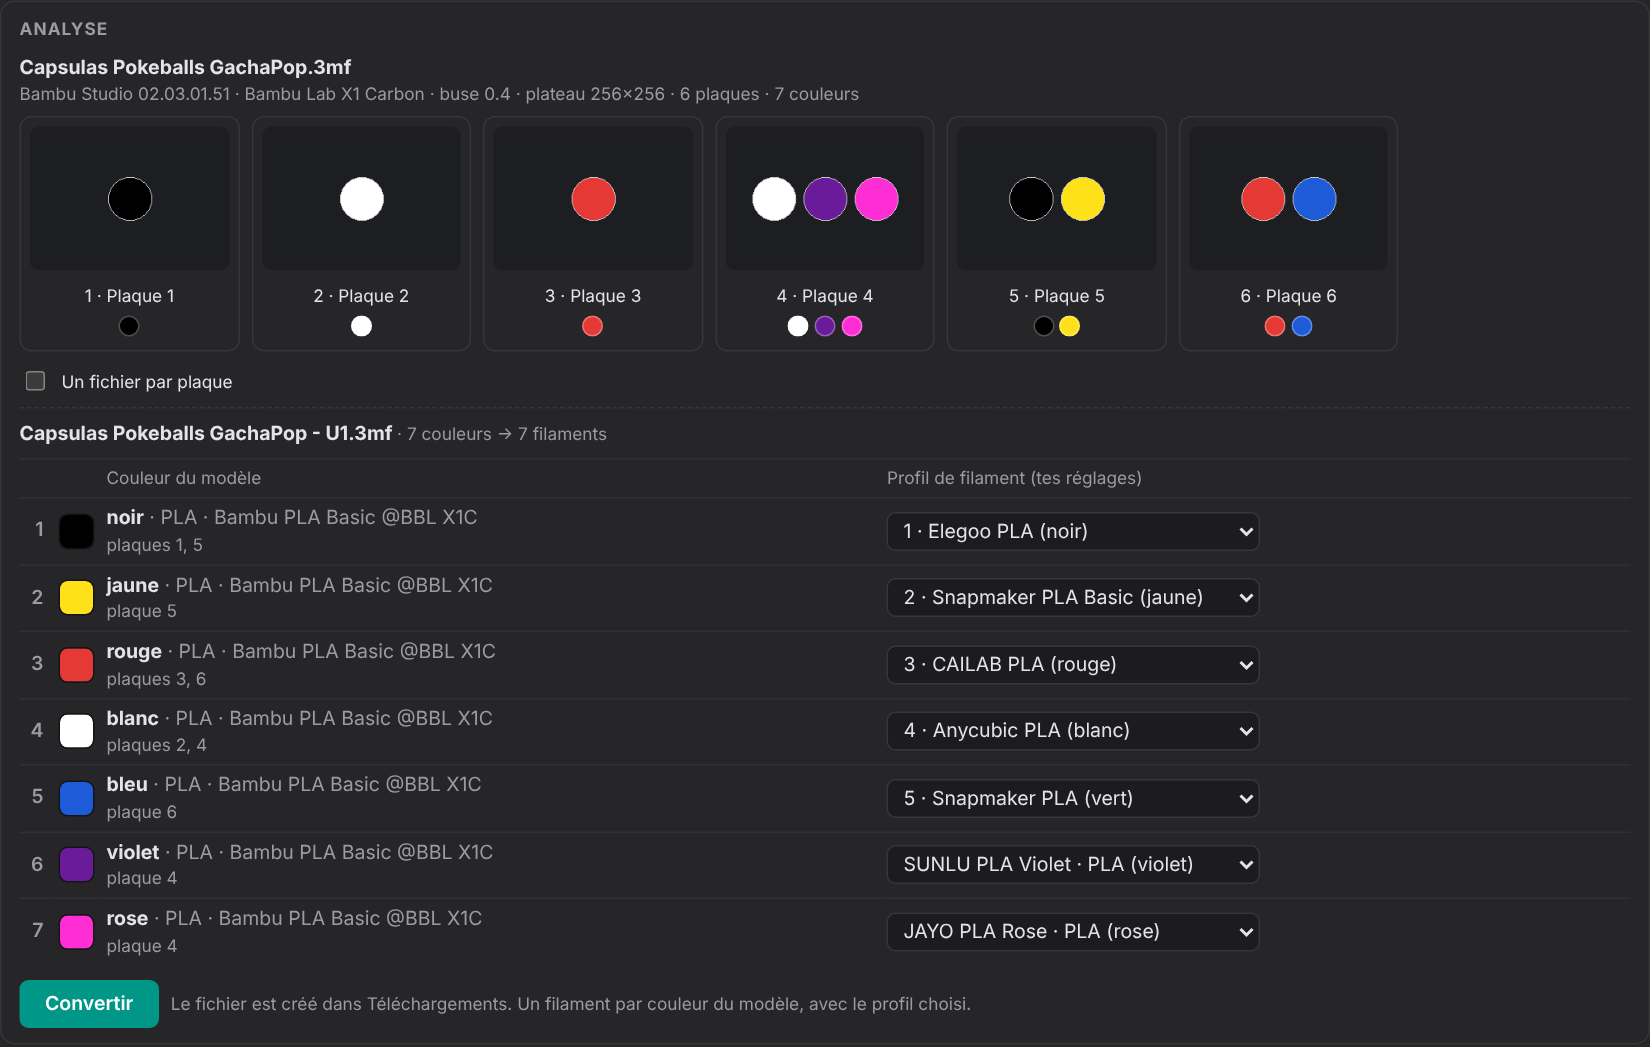 ANALYSE
Capsulas Pokeballs GachaPop.3mf
Bambu Studio 02.03.01.51 · Bambu Lab X1 Carbon · buse 0.4 · plateau 256×256 · 6 plaques · 7 couleurs
1 · Plaque 1
2 · Plaque 2
3 · Plaque 3
4 · Plaque 4
5 · Plaque 5
6 · Plaque 6
Un fichier par plaque
Capsulas Pokeballs GachaPop - U1.3mf · 7 couleurs → 7 filaments
Couleur du modèle
Profil de filament (tes réglages)
1
noir · PLA · Bambu PLA Basic @BBL X1C
plaques 1, 5
1 · Elegoo PLA (noir)
2
jaune · PLA · Bambu PLA Basic @BBL X1C
plaque 5
2 · Snapmaker PLA Basic (jaune)
3
rouge · PLA · Bambu PLA Basic @BBL X1C
plaques 3, 6
3 · CAILAB PLA (rouge)
4
blanc · PLA · Bambu PLA Basic @BBL X1C
plaques 2, 4
4 · Anycubic PLA (blanc)
5
bleu · PLA · Bambu PLA Basic @BBL X1C
plaque 6
5 · Snapmaker PLA (vert)
6
violet · PLA · Bambu PLA Basic @BBL X1C
plaque 4
SUNLU PLA Violet · PLA (violet)
7
rose · PLA · Bambu PLA Basic @BBL X1C
plaque 4
JAYO PLA Rose · PLA (rose)
Convertir
Le fichier est créé dans Téléchargements. Un filament par couleur du modèle, avec le profil choisi.